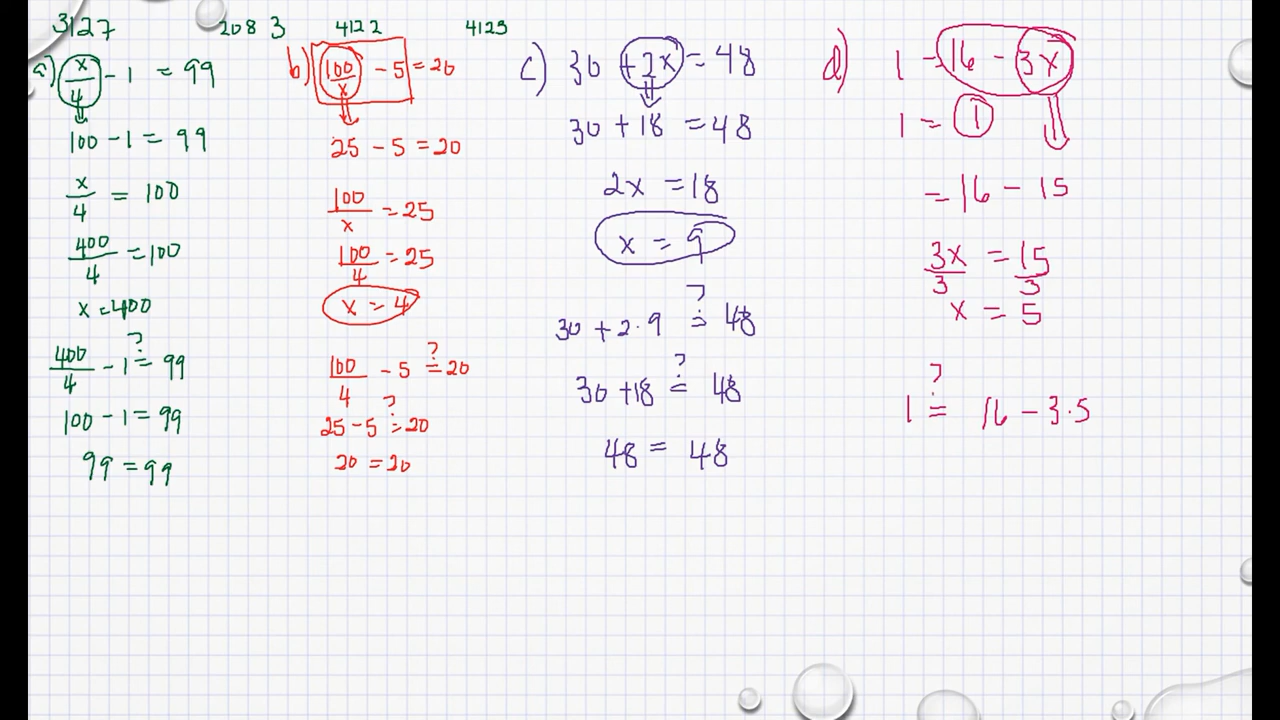 3127 2083 4122 4123
a) x/4 - 1 = 99
100 - 1 = 99
x/4 = 100
400/4 = 100
x = 400
400/4 - 1 ?= 99
100 - 1 = 99
99 = 99
b) 100/x - 5 = 20
25 - 5 = 20
100/x = 25
100/4 = 25
x = 4
100/4 - 5 ?= 20
25 - 5 ?= 20
20 = 20
c) 30 + 2x = 48
30 + 18 = 48
2x = 18
x = 9
30 + 2·9 ?= 48
30 + 18 ?= 48
48 = 48
d) 1 = 16 - 3x
1 = 1
= 16 - 15
3x/3 = 15/3
x = 5
1 ?= 16 - 3·5